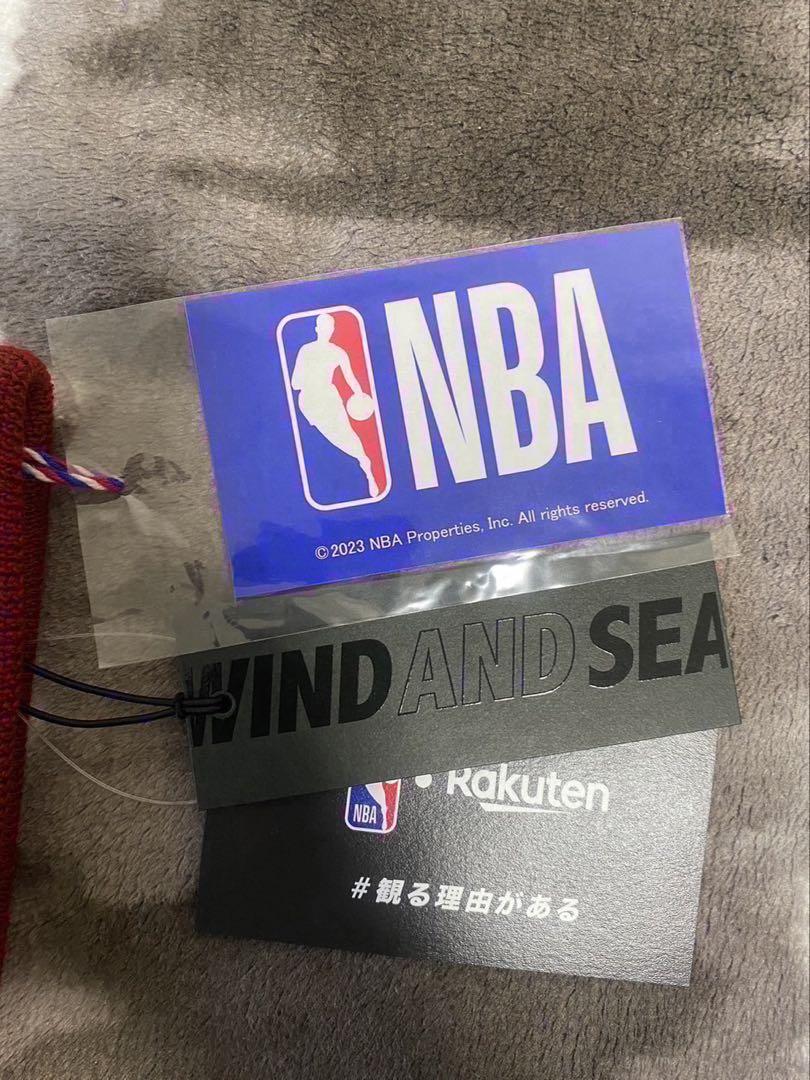 NBA
©2023 NBA Properties, Inc. All rights reserved.
WIND AND SEA
NBA
Rakuten
#観る理由がある